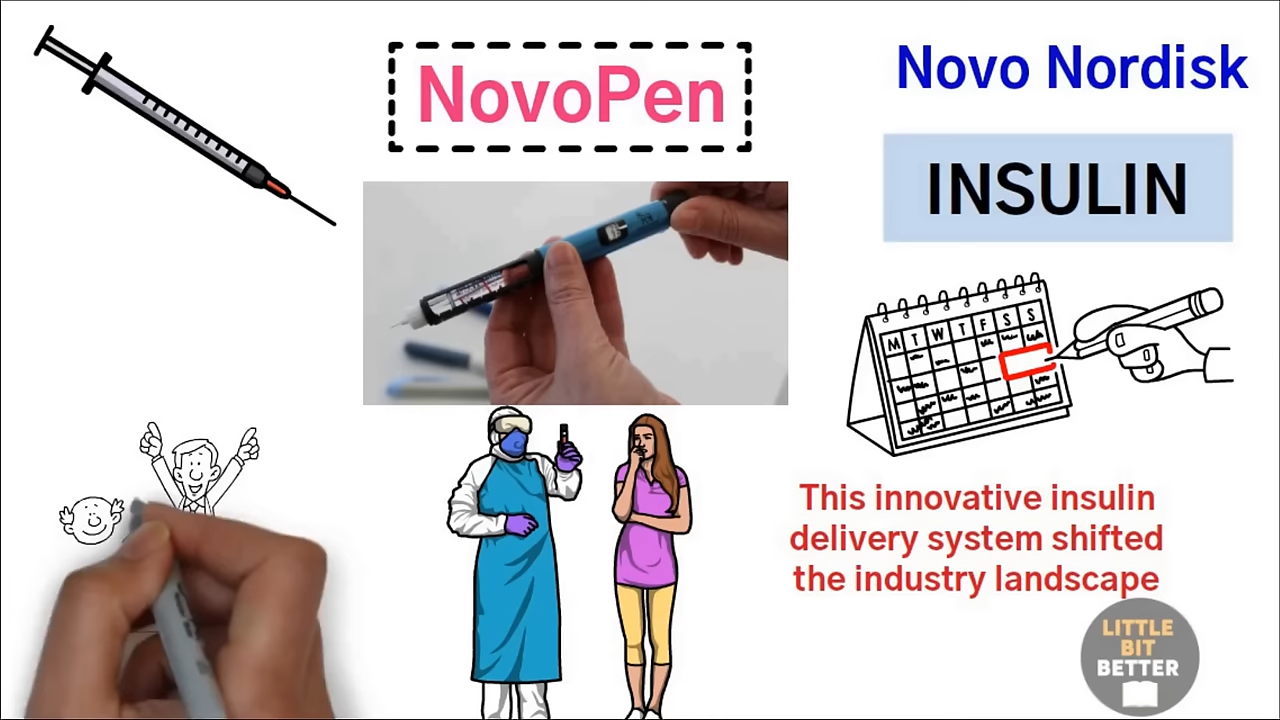 NovoPen
Novo Nordisk
INSULIN
M T W T F S S
This innovative insulin
delivery system shifted
the industry landscape
LITTLE
BIT
BETTER